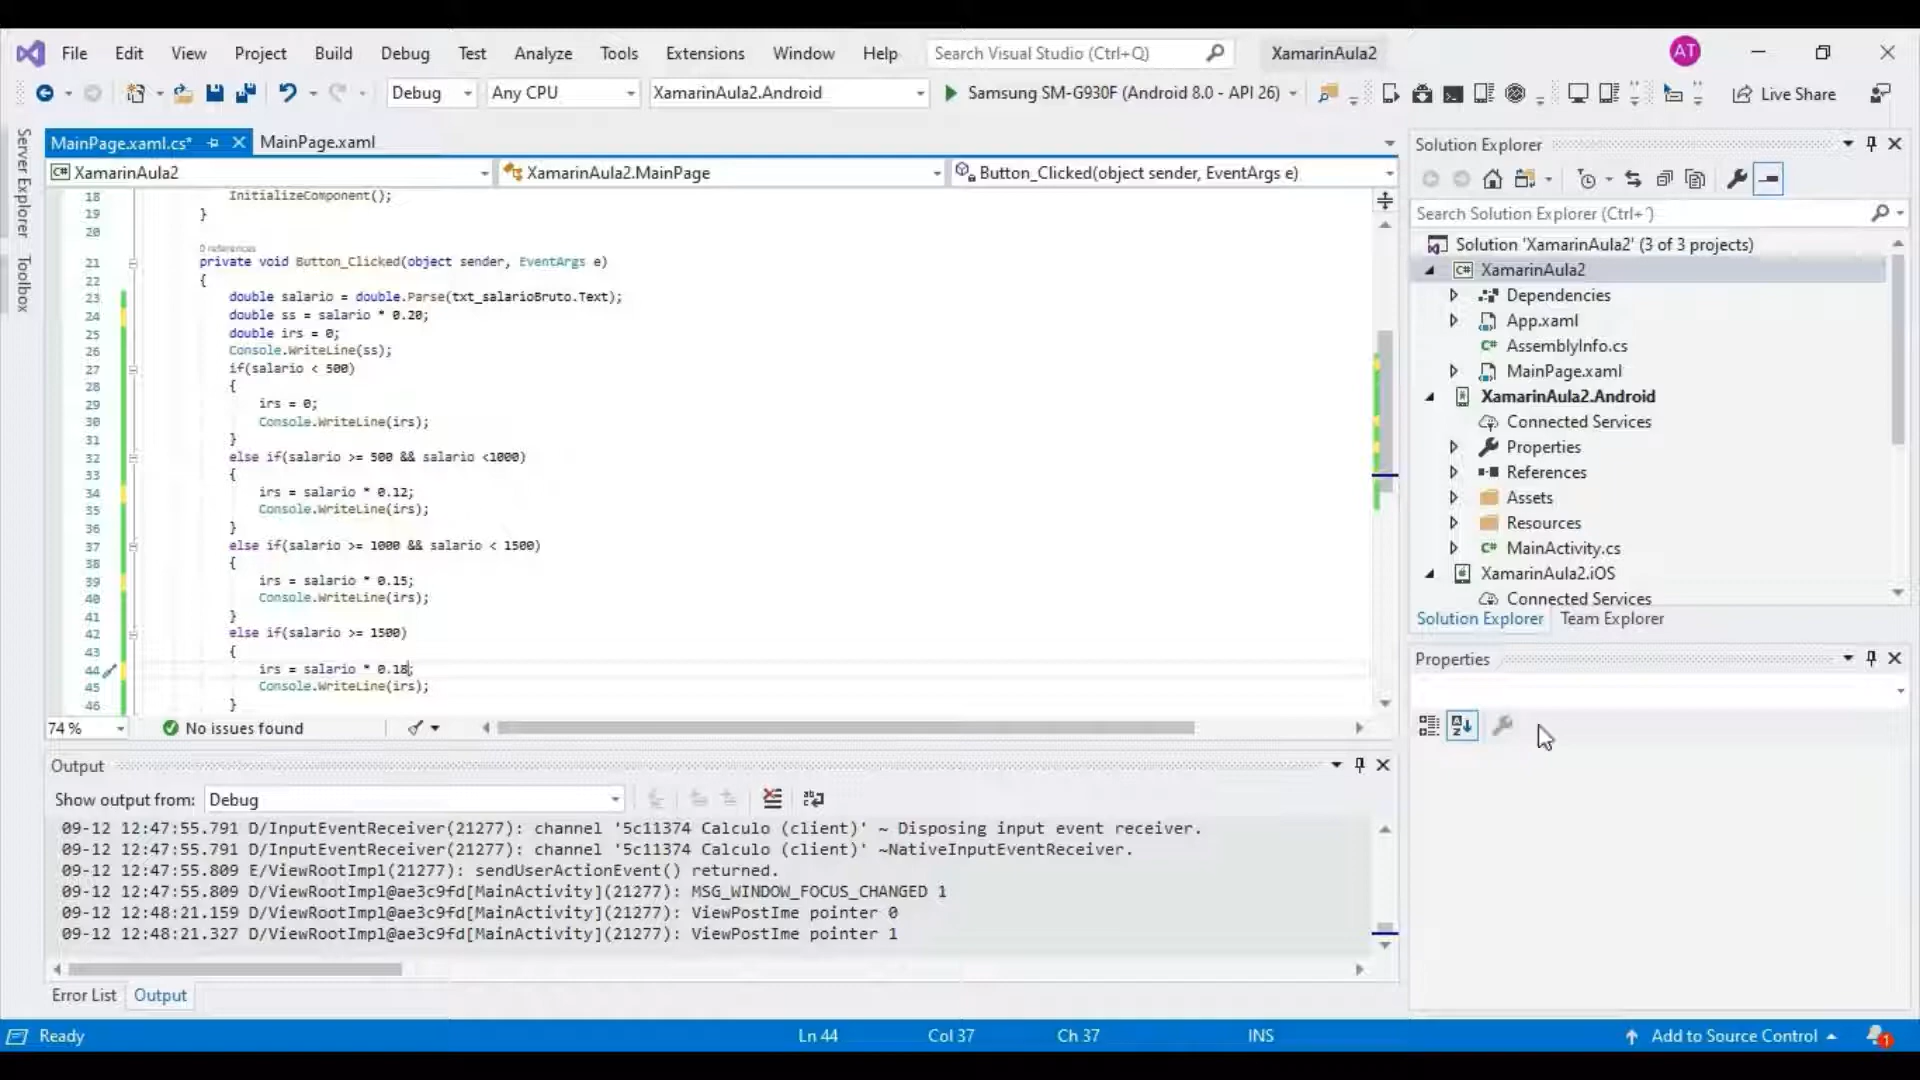 File Edit View Project Build Debug Test Analyze Tools Extensions Window Help Search Visual Studio (Ctrl+Q) XamarinAula2 AT
Debug Any CPU XamarinAula2.Android Samsung SM-G930F (Android 8.0 - API 26) Live Share
Server Explorer
Toolbox
MainPage.xaml.cs* MainPage.xaml
XamarinAula2 XamarinAula2.MainPage Button_Clicked(object sender, EventArgs e)
18 InitializeComponent();
19 }
20
0 references
21 private void Button_Clicked(object sender, EventArgs e)
22 {
23 double salario = double.Parse(txt_salarioBruto.Text);
24 double ss = salario * 0.20;
25 double irs = 0;
26 Console.WriteLine(ss);
27 if(salario < 500)
28 {
29 irs = 0;
30 Console.WriteLine(irs);
31 }
32 else if(salario >= 500 && salario <1000)
33 {
34 irs = salario * 0.12;
35 Console.WriteLine(irs);
36 }
37 else if(salario >= 1000 && salario < 1500)
38 {
39 irs = salario * 0.15;
40 Console.WriteLine(irs);
41 }
42 else if(salario >= 1500)
43 {
44 irs = salario * 0.18;
45 Console.WriteLine(irs);
46 }
74 % No issues found
Output
Show output from: Debug
09-12 12:47:55.791 D/InputEventReceiver(21277): channel '5c11374 Calculo (client)' ~ Disposing input event receiver.
09-12 12:47:55.791 D/InputEventReceiver(21277): channel '5c11374 Calculo (client)' ~NativeInputEventReceiver.
09-12 12:47:55.809 E/ViewRootImpl(21277): sendUserActionEvent() returned.
09-12 12:47:55.809 D/ViewRootImpl@ae3c9fd[MainActivity](21277): MSG_WINDOW_FOCUS_CHANGED 1
09-12 12:48:21.159 D/ViewRootImpl@ae3c9fd[MainActivity](21277): ViewPostIme pointer 0
09-12 12:48:21.327 D/ViewRootImpl@ae3c9fd[MainActivity](21277): ViewPostIme pointer 1
Error List Output
Solution Explorer
Search Solution Explorer (Ctrl+´)
Solution 'XamarinAula2' (3 of 3 projects)
XamarinAula2
Dependencies
App.xaml
AssemblyInfo.cs
MainPage.xaml
XamarinAula2.Android
Connected Services
Properties
References
Assets
Resources
MainActivity.cs
XamarinAula2.iOS
Connected Services
Solution Explorer Team Explorer
Properties
Ready Ln 44 Col 37 Ch 37 INS Add to Source Control 1